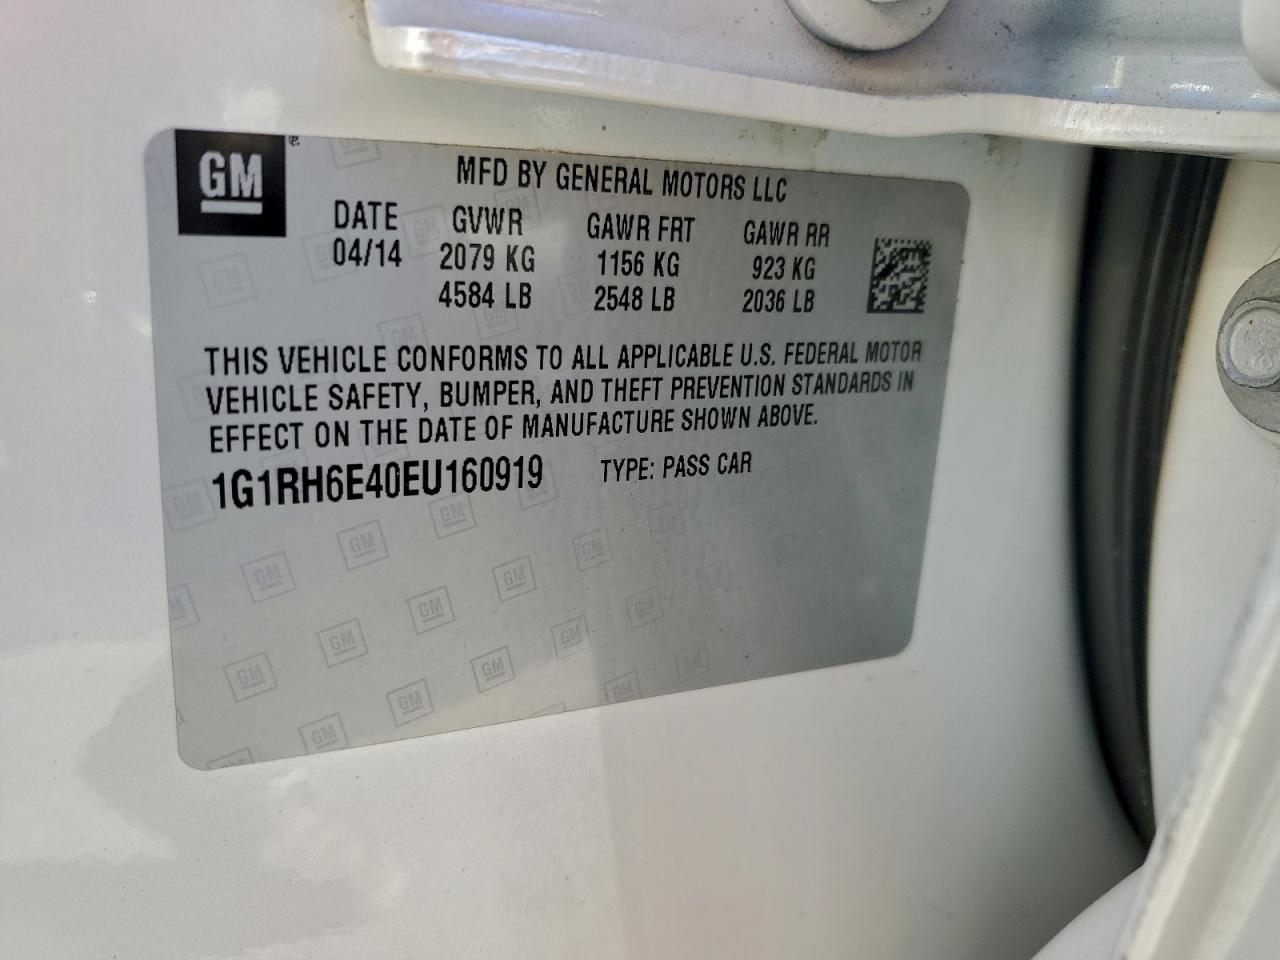 GM
MFD BY GENERAL MOTORS LLC
DATE GVWR GAWR FRT GAWR RR
04/14 2079 KG 1156 KG 923 KG
4584 LB 2548 LB 2036 LB
THIS VEHICLE CONFORMS TO ALL APPLICABLE U.S. FEDERAL MOTOR
VEHICLE SAFETY, BUMPER, AND THEFT PREVENTION STANDARDS IN
EFFECT ON THE DATE OF MANUFACTURE SHOWN ABOVE.
1G1RH6E40EU160919 TYPE: PASS CAR